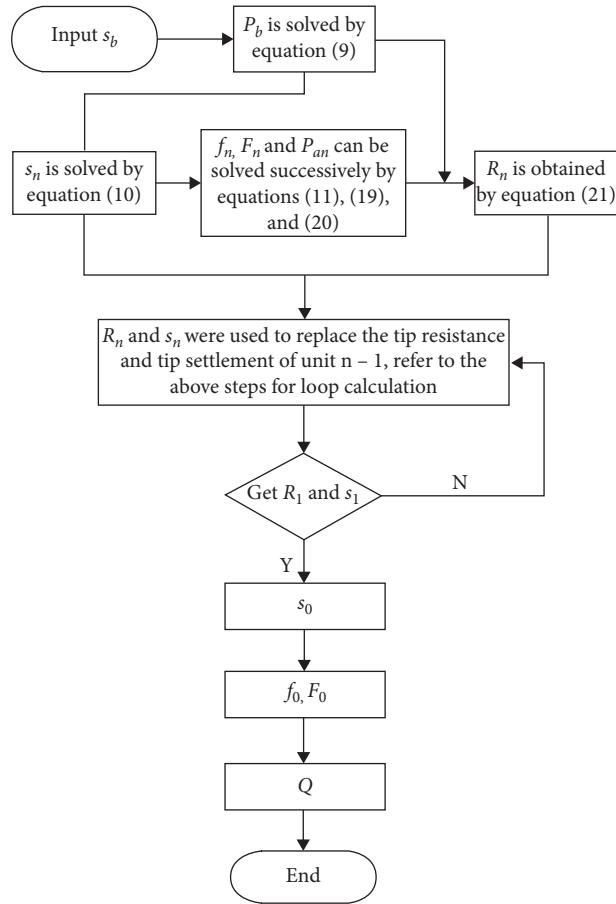 Input s_b
P_b is solved by
equation (9)
s_n is solved by
equation (10)
f_n, F_n and P_an can be
solved successively by
equations (11), (19),
and (20)
R_n is obtained
by equation (21)
R_n and s_n were used to replace the tip resistance
and tip settlement of unit n – 1, refer to the
above steps for loop calculation
Get R_1 and s_1
N
Y
s_0
f_0, F_0
Q
End